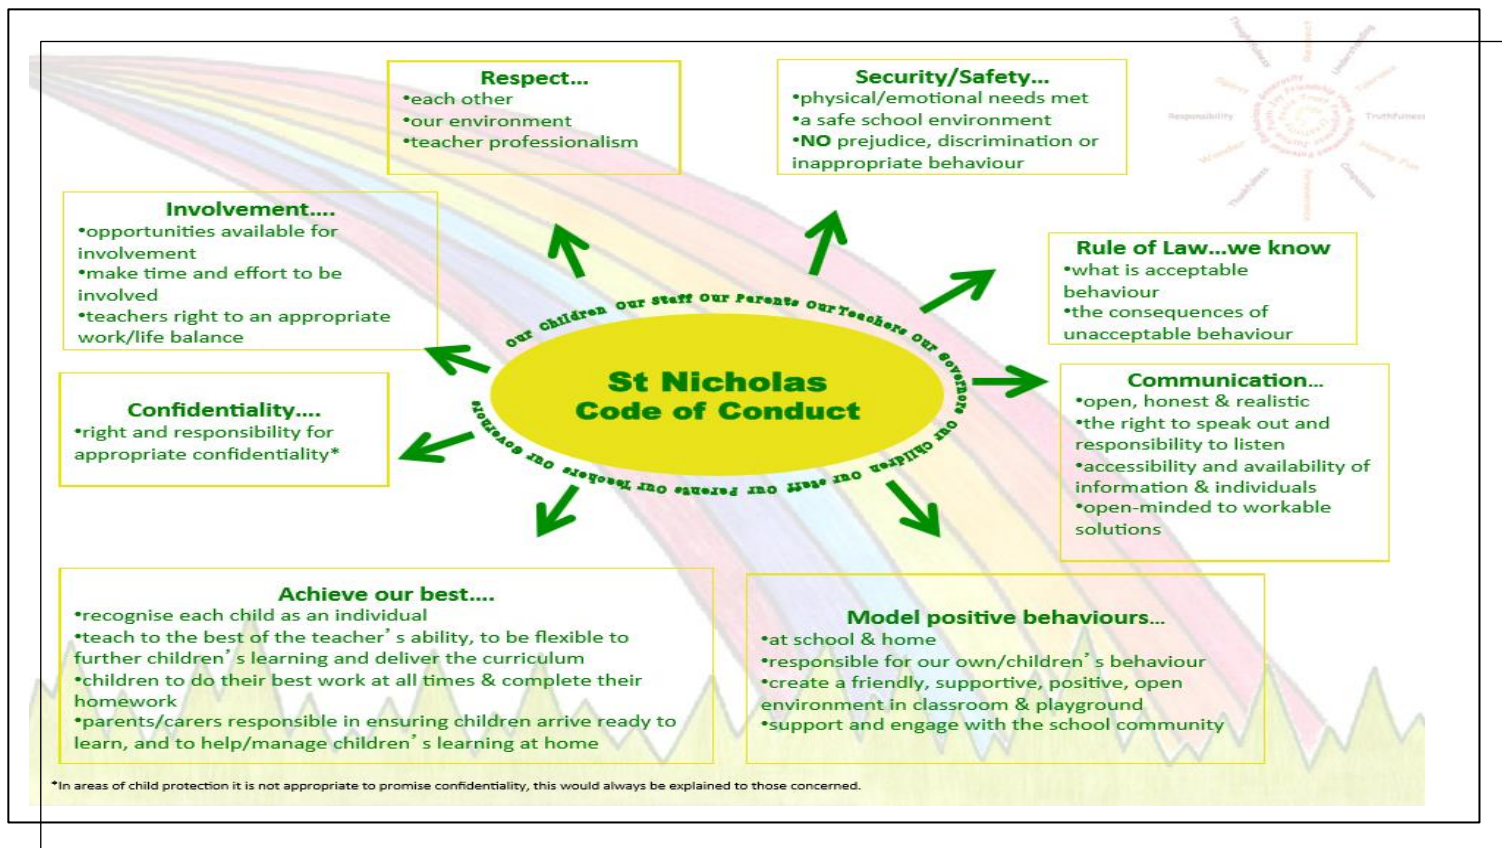 Respect...
•each other
•our environment
•teacher professionalism
Security/Safety...
•physical/emotional needs met
•a safe school environment
•NO prejudice, discrimination or
inappropriate behaviour
Thoughtfulness
Respect
Understanding
Tolerance
Truthfulness
Having Fun
Forgiveness
Thankfulness
Wonder
Responsibility
Involvement....
•opportunities available for
involvement
•make time and effort to be
involved
•teachers right to an appropriate
work/life balance
Rule of Law...we know
•what is acceptable
behaviour
•the consequences of
unacceptable behaviour
Our Children Our Staff Our Parents Our Teachers Our Governors
Our Children Our Staff Our Parents Our Teachers Our Governors
St Nicholas
Code of Conduct
Confidentiality....
•right and responsibility for
appropriate confidentiality*
Communication...
•open, honest & realistic
•the right to speak out and
responsibility to listen
•accessibility and availability of
information & individuals
•open-minded to workable
solutions
Achieve our best....
•recognise each child as an individual
•teach to the best of the teacher's ability, to be flexible to
further children's learning and deliver the curriculum
•children to do their best work at all times & complete their
homework
•parents/carers responsible in ensuring children arrive ready to
learn, and to help/manage children's learning at home
Model positive behaviours...
•at school & home
•responsible for our own/children's behaviour
•create a friendly, supportive, positive, open
environment in classroom & playground
•support and engage with the school community
*In areas of child protection it is not appropriate to promise confidentiality, this would always be explained to those concerned.